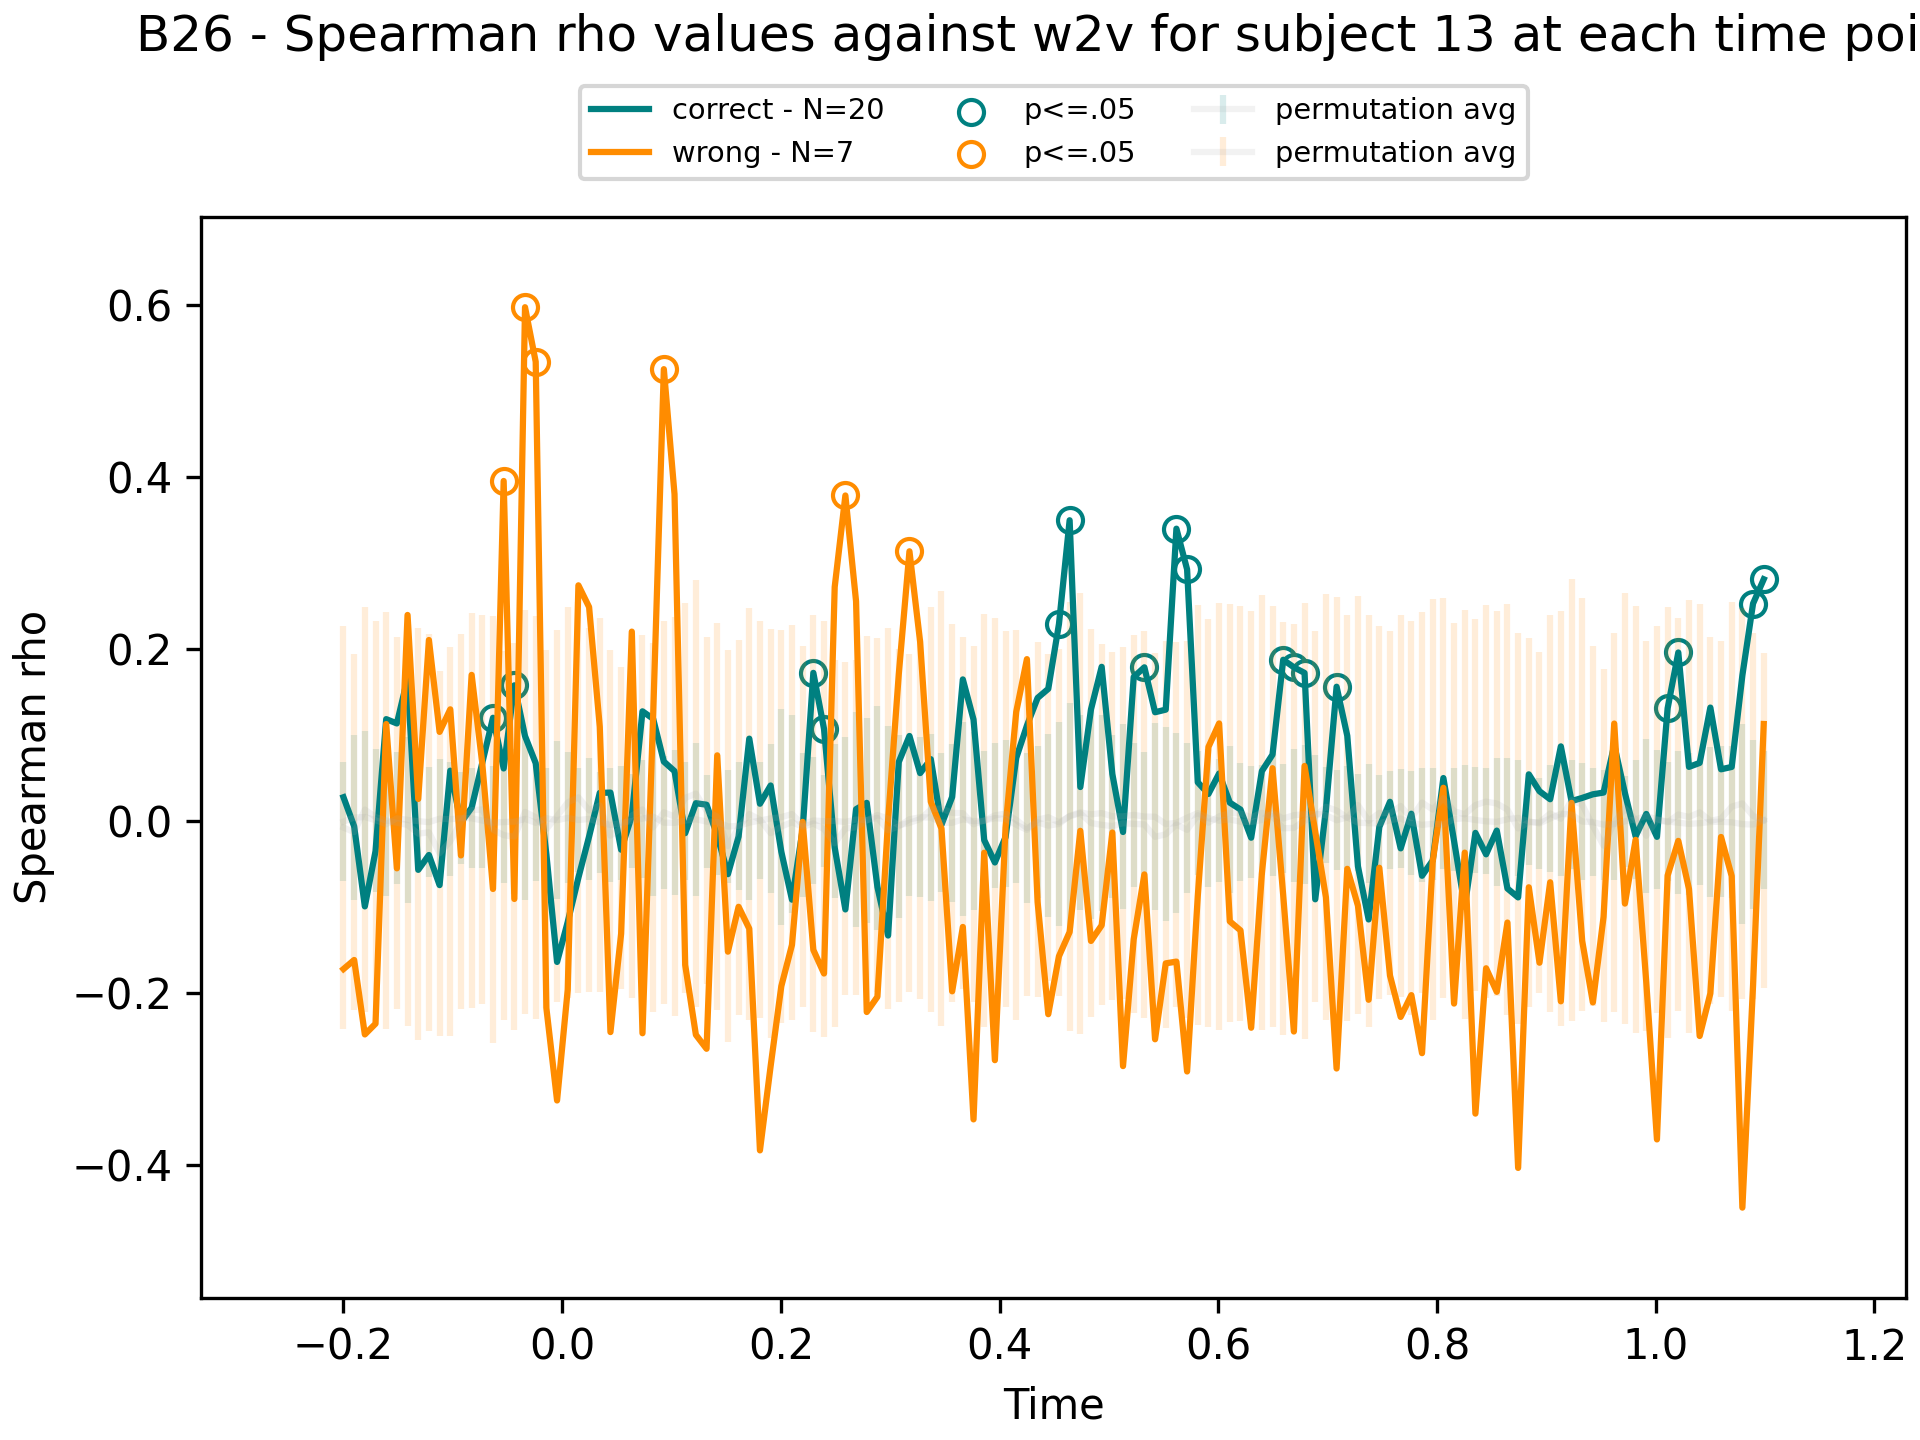 B26 - Spearman rho values against w2v for subject 13 at each time poi
correct - N=20
wrong - N=7
p<=.05
p<=.05
permutation avg
permutation avg
Spearman rho
0.6
0.4
0.2
0.0
−0.2
−0.4
−0.2 0.0 0.2 0.4 0.6 0.8 1.0 1.2
Time